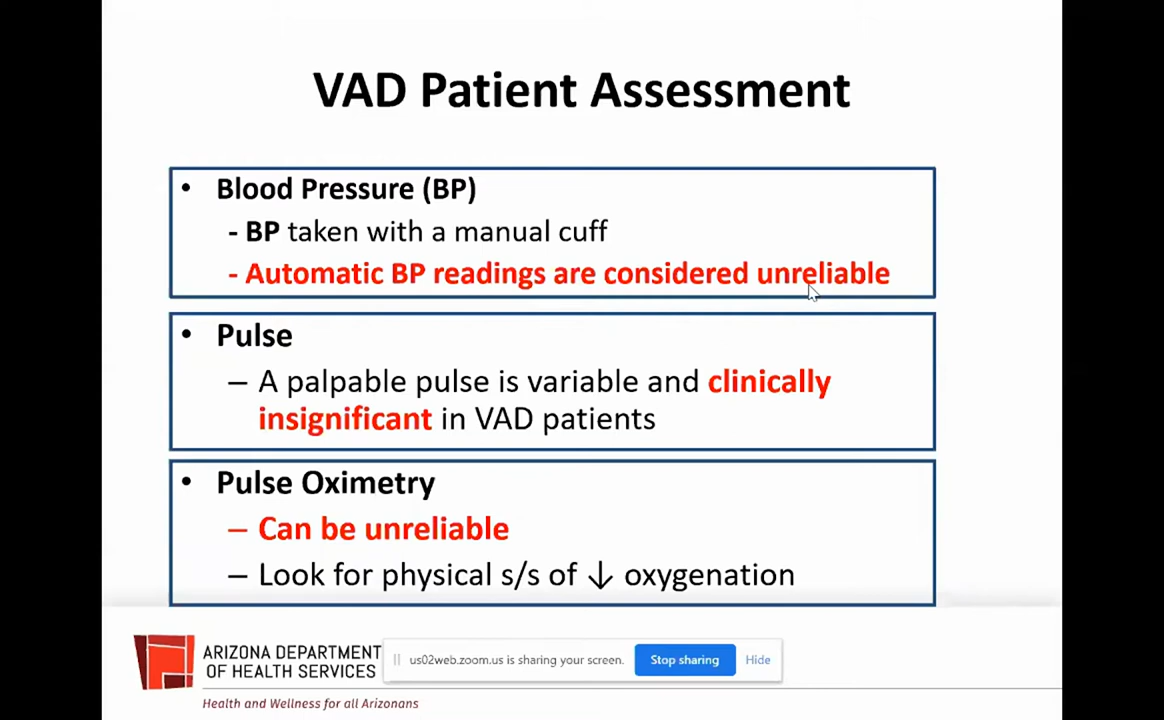 VAD Patient Assessment
• Blood Pressure (BP)
- BP taken with a manual cuff
- Automatic BP readings are considered unreliable
• Pulse
– A palpable pulse is variable and clinically
insignificant in VAD patients
• Pulse Oximetry
– Can be unreliable
– Look for physical s/s of ↓ oxygenation
ARIZONA DEPARTMENT
OF HEALTH SERVICES
us02web.zoom.us is sharing your screen. Stop sharing Hide
Health and Wellness for all Arizonans